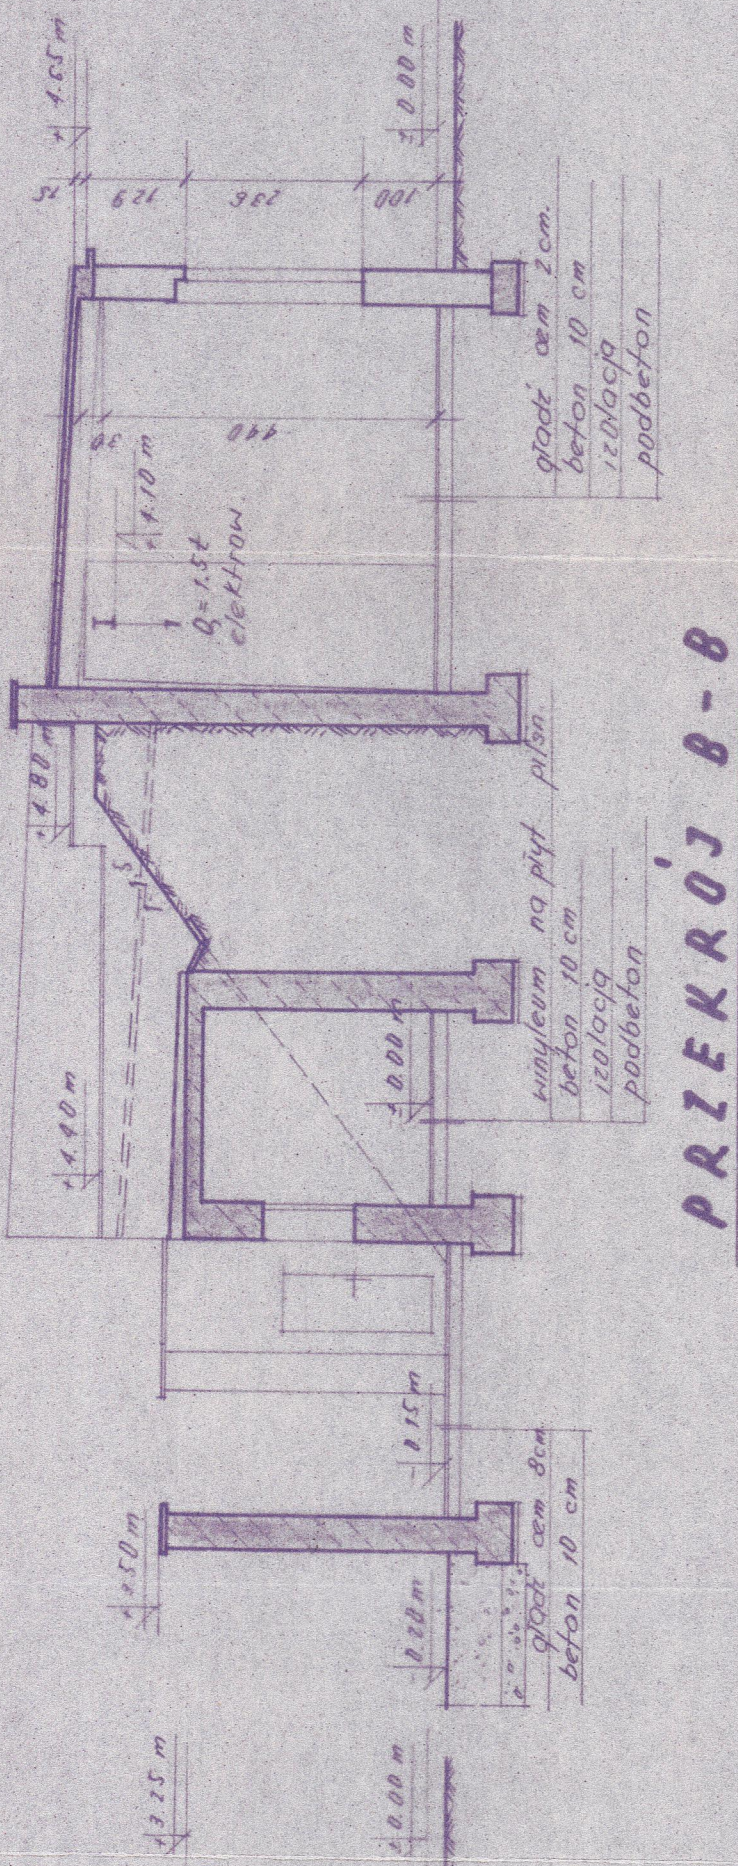 +3.25 m
± 0.00 m
+3.50 m
0.20 m
gładź cem 8cm.
beton 10 cm
- 0.15 m
+4.40 m
± 0.00 m
winyleum na płyt pilśn.
beton 10 cm
izolacja
podbeton
+4.80 m
Q=1.5t
elektrow.
+4.10 m
30
440
gładź cem 2 cm.
beton 10 cm
izolacja
podbeton
15
129
236
100
+ 4.65 m
± 0.00 m
PRZEKRÓJ B-B